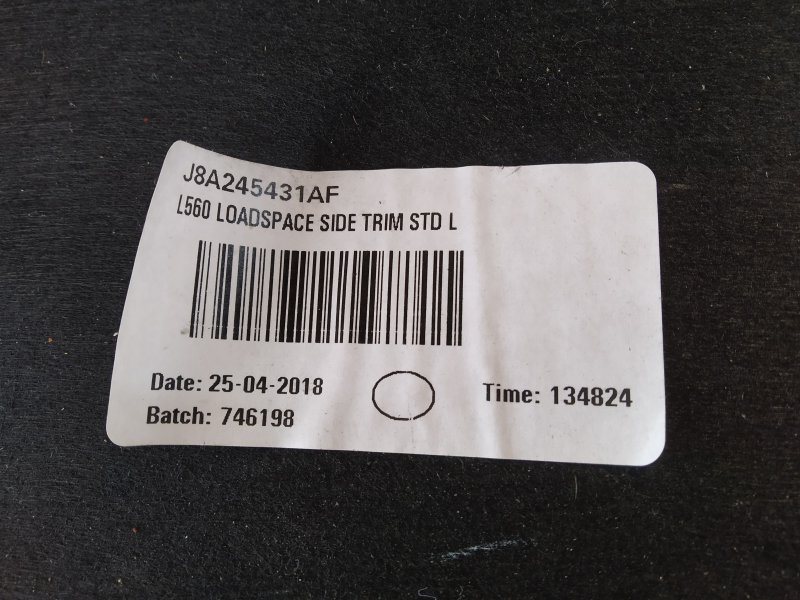 J8A245431AF
L560 LOADSPACE SIDE TRIM STD L
Date: 25-04-2018
Time: 134824
Batch: 746198